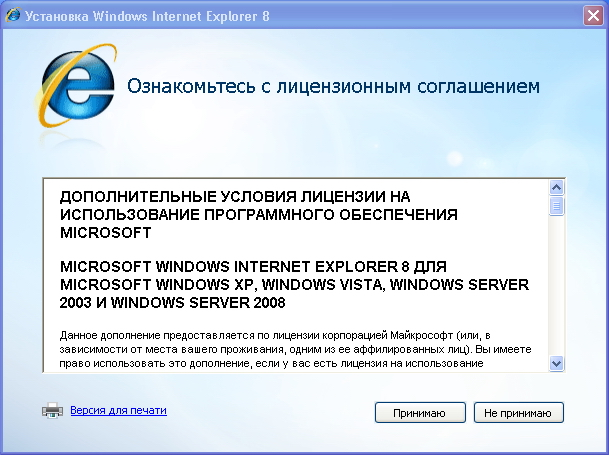 Установка Windows Internet Explorer 8
Ознакомьтесь с лицензионным соглашением
ДОПОЛНИТЕЛЬНЫЕ УСЛОВИЯ ЛИЦЕНЗИИ НА
ИСПОЛЬЗОВАНИЕ ПРОГРАММНОГО ОБЕСПЕЧЕНИЯ
MICROSOFT
MICROSOFT WINDOWS INTERNET EXPLORER 8 ДЛЯ
MICROSOFT WINDOWS XP, WINDOWS VISTA, WINDOWS SERVER
2003 И WINDOWS SERVER 2008
Данное дополнение предоставляется по лицензии корпорацией Майкрософт (или, в
зависимости от места вашего проживания, одним из ее аффилированных лиц). Вы имеете
право использовать это дополнение, если у вас есть лицензия на использование
Версия для печати
Принимаю
Не принимаю